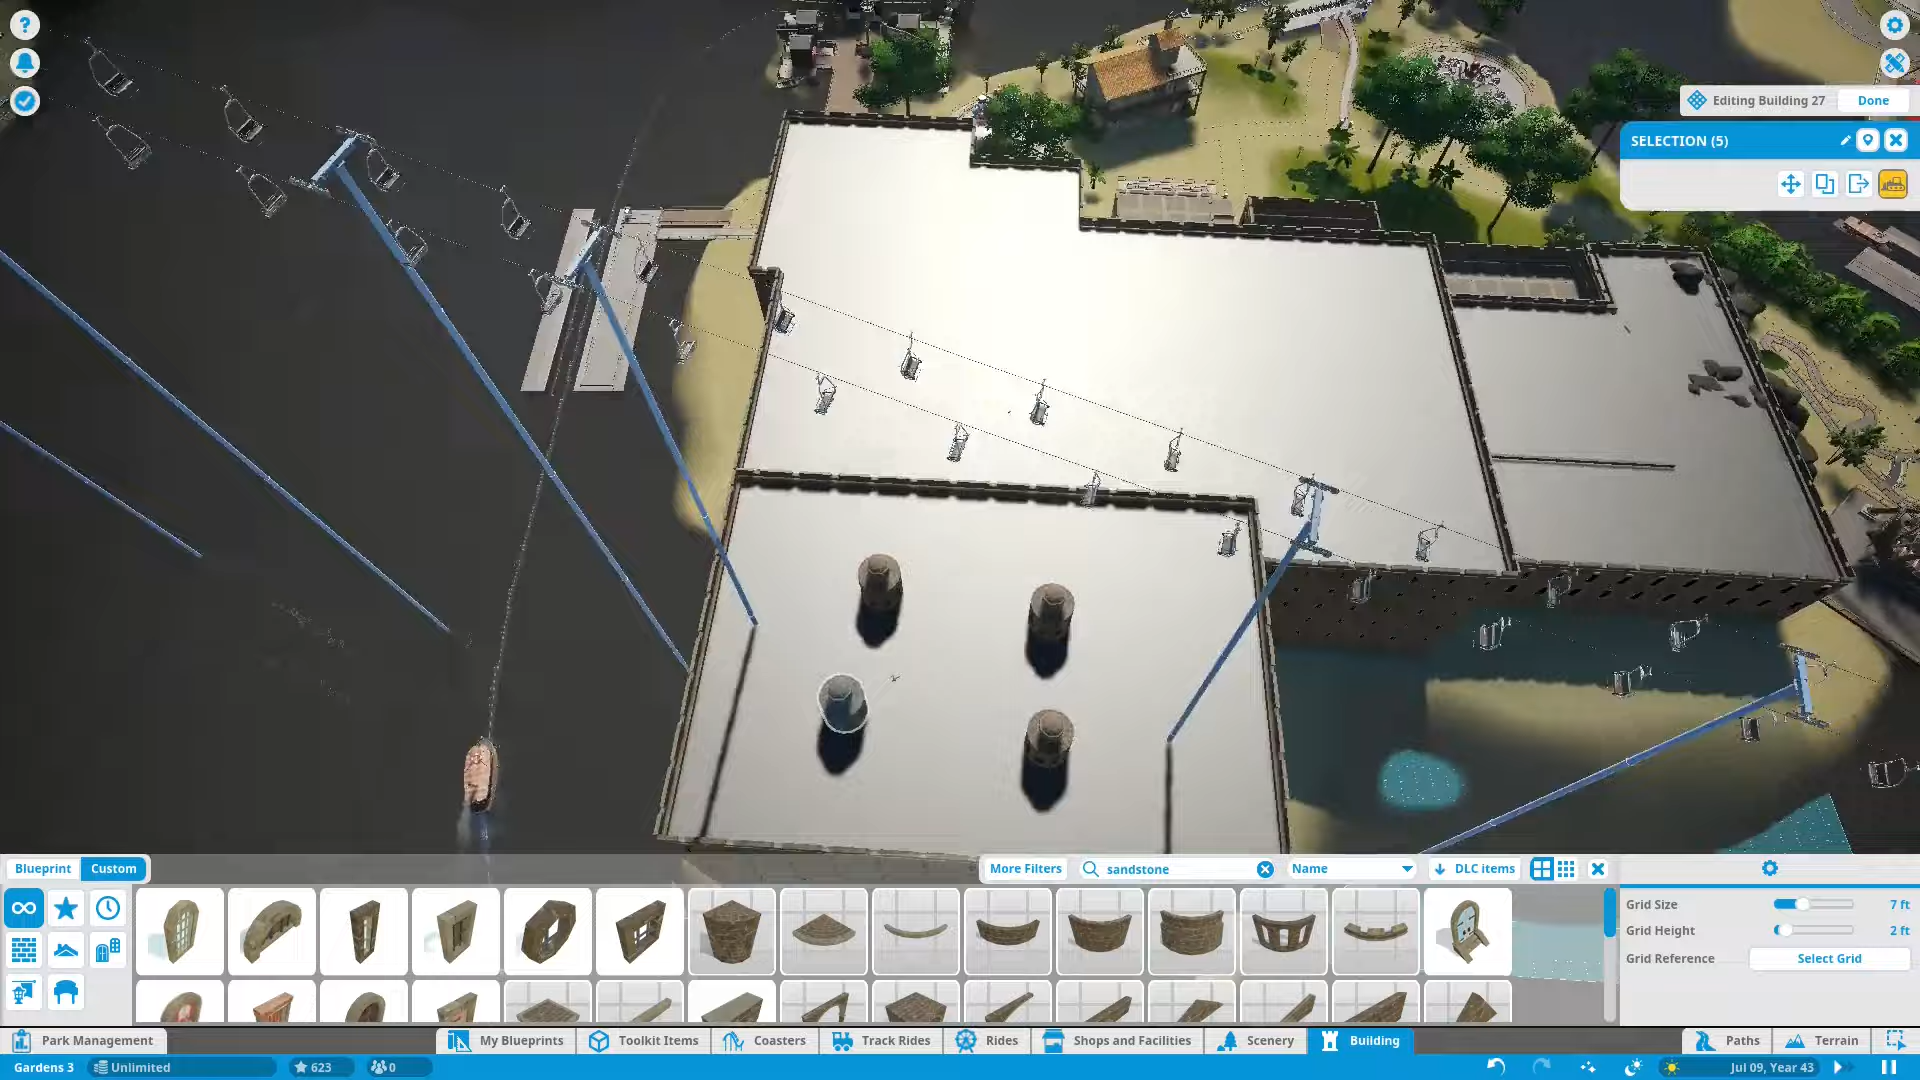 ?
Editing Building 27 Done
SELECTION (5)
Blueprint Custom
More Filters sandstone Name DLC items
Grid Size 7 ft
Grid Height 2 ft
Grid Reference Select Grid
Park Management My Blueprints Toolkit Items Coasters Track Rides Rides Shops and Facilities Scenery Building Paths Terrain
Gardens 3 Unlimited 623 0 Jul 09, Year 43